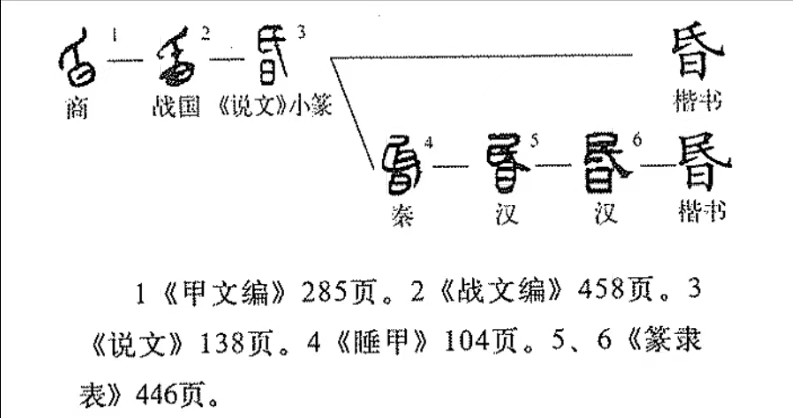 1 2 3 昏
商 战国 《说文》小篆 楷书
4 5 6 昬
秦 汉 汉 楷书
1《甲文编》285页。2《战文编》458页。3
《说文》138页。4《睡甲》104页。5、6《篆隶
表》446页。